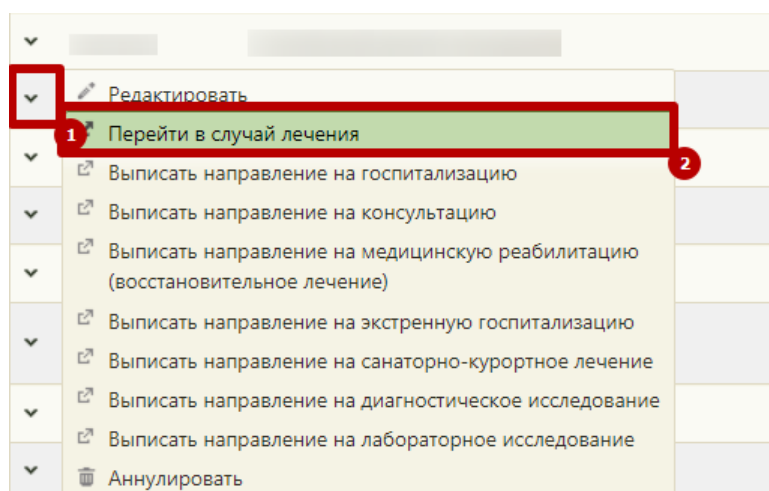 Редактировать
1
Перейти в случай лечения
2
Выписать направление на госпитализацию
Выписать направление на консультацию
Выписать направление на медицинскую реабилитацию
(восстановительное лечение)
Выписать направление на экстренную госпитализацию
Выписать направление на санаторно-курортное лечение
Выписать направление на диагностическое исследование
Выписать направление на лабораторное исследование
Аннулировать